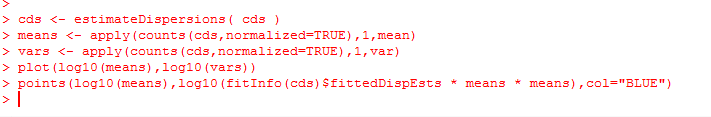 >
> cds <- estimateDispersions( cds )
> means <- apply(counts(cds,normalized=TRUE),1,mean)
> vars <- apply(counts(cds,normalized=TRUE),1,var)
> plot(log10(means),log10(vars))
> points(log10(means),log10(fitInfo(cds)$fittedDispEsts * means * means),col="BLUE")
>